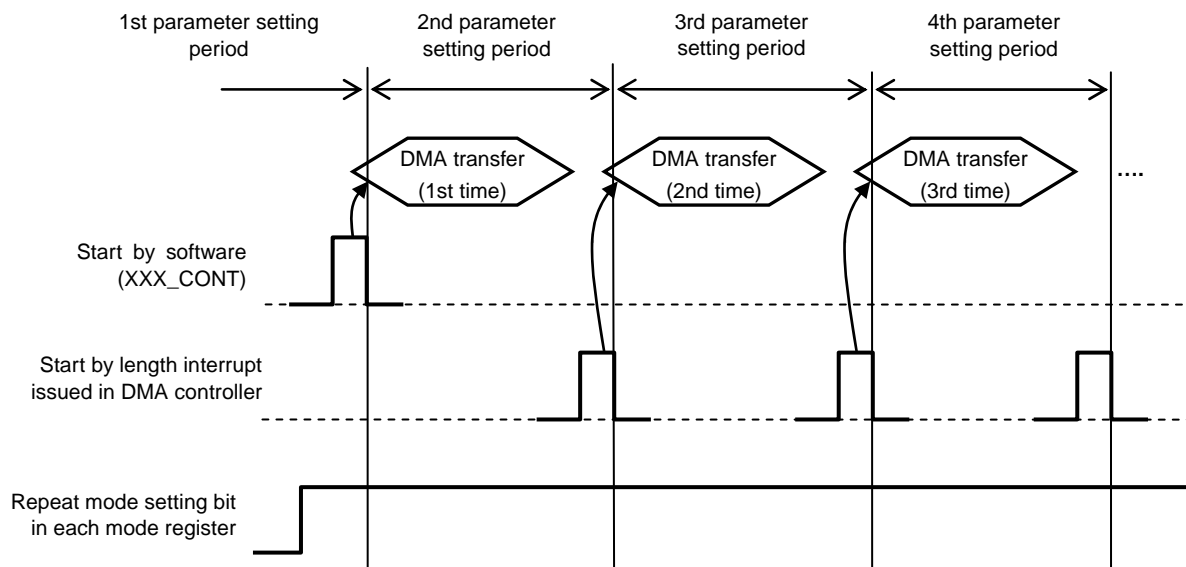 1st parameter setting
period
2nd parameter
setting period
3rd parameter
setting period
4th parameter
setting period
DMA transfer
(1st time)
DMA transfer
(2nd time)
DMA transfer
(3rd time)
....
Start by software
(XXX_CONT)
Start by length interrupt
issued in DMA controller
Repeat mode setting bit
in each mode register